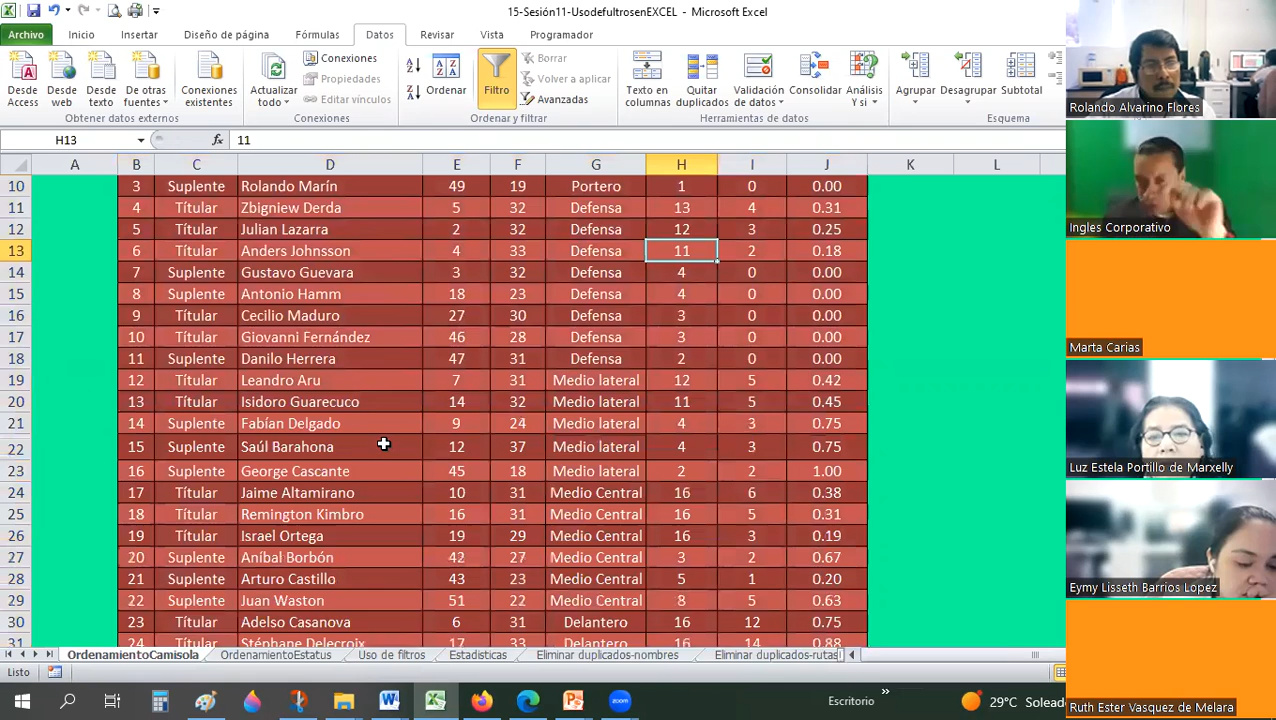 15-Sesión11-UsodefultrosenEXCEL - Microsoft Excel
Archivo Inicio Insertar Diseño de página Fórmulas Datos Revisar Vista Programador
Desde Access
Desde web
Desde texto
De otras fuentes
Conexiones existentes
Obtener datos externos
Actualizar todo
Conexiones
Propiedades
Editar vínculos
Conexiones
Ordenar
Filtro
Borrar
Volver a aplicar
Avanzadas
Ordenar y filtrar
Texto en columnas
Quitar duplicados
Validación de datos
Consolidar
Análisis Y si
Herramientas de datos
Agrupar
Desagrupar
Subtotal
Esquema
H13 fx 11
A B C D E F G H I J K L
10 3 Suplente Rolando Marín 49 19 Portero 1 0 0.00
11 4 Títular Zbigniew Derda 5 32 Defensa 13 4 0.31
12 5 Títular Julian Lazarra 2 32 Defensa 12 3 0.25
13 6 Títular Anders Johnsson 4 33 Defensa 11 2 0.18
14 7 Suplente Gustavo Guevara 3 32 Defensa 4 0 0.00
15 8 Suplente Antonio Hamm 18 23 Defensa 4 0 0.00
16 9 Títular Cecilio Maduro 27 30 Defensa 3 0 0.00
17 10 Títular Giovanni Fernández 46 28 Defensa 3 0 0.00
18 11 Suplente Danilo Herrera 47 31 Defensa 2 0 0.00
19 12 Títular Leandro Aru 7 31 Medio lateral 12 5 0.42
20 13 Títular Isidoro Guarecuco 14 32 Medio lateral 11 5 0.45
21 14 Suplente Fabían Delgado 9 24 Medio lateral 4 3 0.75
22 15 Suplente Saúl Barahona 12 37 Medio lateral 4 3 0.75
23 16 Suplente George Cascante 45 18 Medio lateral 2 2 1.00
24 17 Títular Jaime Altamirano 10 31 Medio Central 16 6 0.38
25 18 Títular Remington Kimbro 16 31 Medio Central 16 5 0.31
26 19 Títular Israel Ortega 19 29 Medio Central 16 3 0.19
27 20 Suplente Aníbal Borbón 42 27 Medio Central 3 2 0.67
28 21 Suplente Arturo Castillo 43 23 Medio Central 5 1 0.20
29 22 Suplente Juan Waston 51 22 Medio Central 8 5 0.63
30 23 Títular Adelso Casanova 6 31 Delantero 16 12 0.75
31 24 Títular Stéphane Delecroix 17 33 Delantero 16 14 0.88
OrdenamientoCamisola OrdenamientoEstatus Uso de filtros Estadisticas Eliminar duplicados-nombres Eliminar duplicados-rutas
Listo
Escritorio » 29°C Solead
Rolando Alvarino Flores
Ingles Corporativo
Marta Carias
Luz Estela Portillo de Marxelly
Eymy Lisseth Barrios Lopez
Ruth Ester Vasquez de Melara